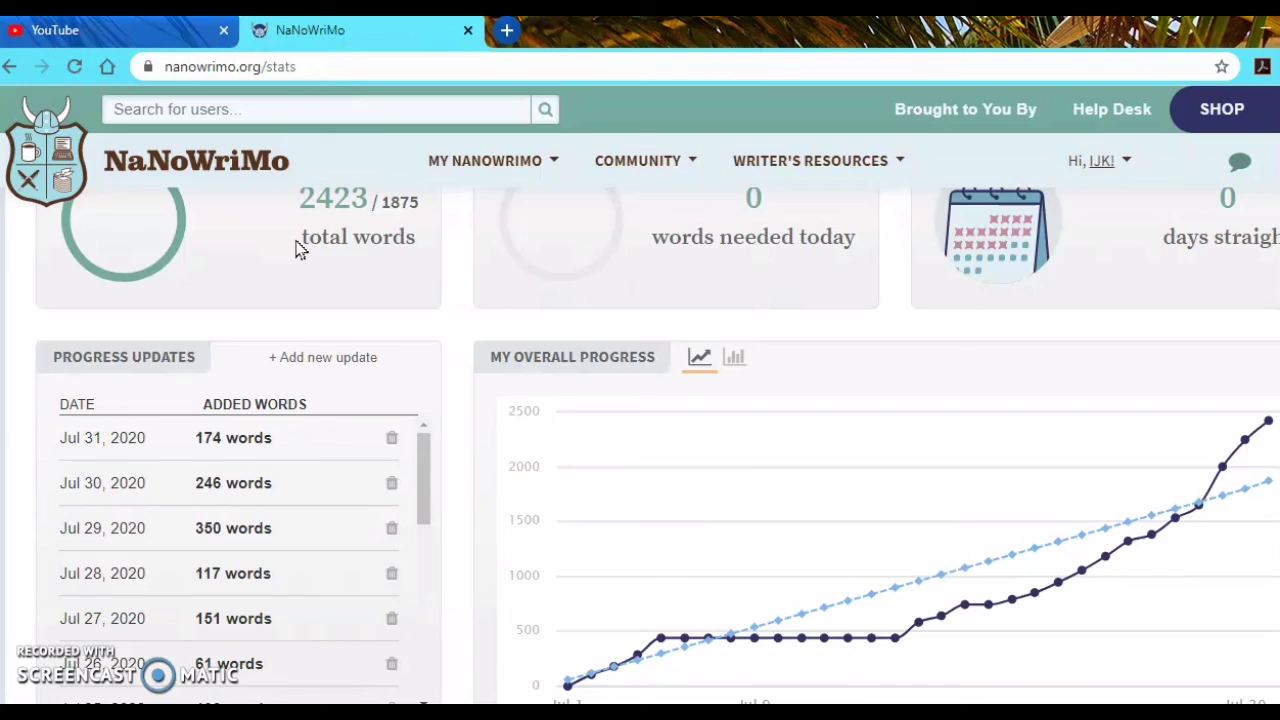 YouTube
NaNoWriMo
nanowrimo.org/stats
Search for users...
Brought to You By
Help Desk
SHOP
NaNoWriMo
MY NANOWRIMO
COMMUNITY
WRITER'S RESOURCES
Hi, IJK!
2423 / 1875
total words
0
words needed today
0
days straigh
PROGRESS UPDATES
+ Add new update
MY OVERALL PROGRESS
DATE ADDED WORDS
Jul 31, 2020 174 words
Jul 30, 2020 246 words
Jul 29, 2020 350 words
Jul 28, 2020 117 words
Jul 27, 2020 151 words
Jul 26, 2020 61 words
2500
2000
1500
1000
500
0
RECORDED WITH
SCREENCAST MATIC